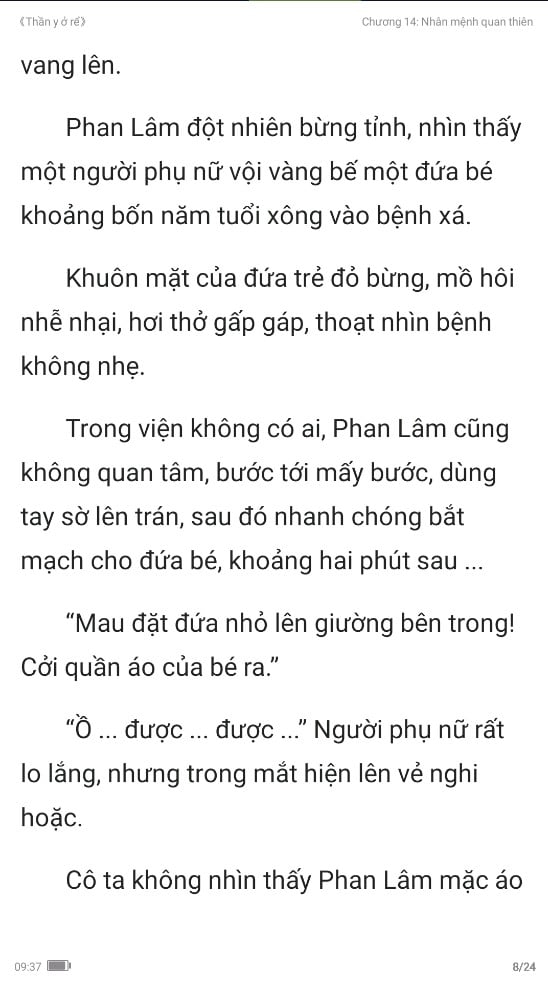 《Thần y ở rể》
Chương 14: Nhân mệnh quan thiên
vang lên.
Phan Lâm đột nhiên bừng tỉnh, nhìn thấy
một người phụ nữ vội vàng bế một đứa bé
khoảng bốn năm tuổi xông vào bệnh xá.
Khuôn mặt của đứa trẻ đỏ bừng, mồ hôi
nhễ nhại, hơi thở gấp gáp, thoạt nhìn bệnh
không nhẹ.
Trong viện không có ai, Phan Lâm cũng
không quan tâm, bước tới mấy bước, dùng
tay sờ lên trán, sau đó nhanh chóng bắt
mạch cho đứa bé, khoảng hai phút sau ...
“Mau đặt đứa nhỏ lên giường bên trong!
Cởi quần áo của bé ra.”
“Ồ ... được ... được ...” Người phụ nữ rất
lo lắng, nhưng trong mắt hiện lên vẻ nghi
hoặc.
Cô ta không nhìn thấy Phan Lâm mặc áo
09:37
8/24